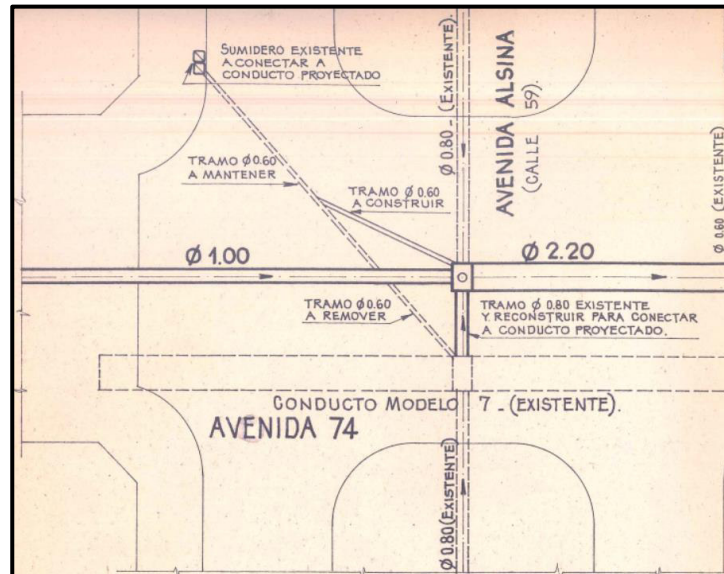 SUMIDERO EXISTENTE
A CONECTAR A
CONDUCTO PROYECTADO
Ø 0.80 - (EXISTENTE).
AVENIDA ALSINA
(CALLE 59).
Ø 0.60 (EXISTENTE)
TRAMO Ø 0.60
A MANTENER
TRAMO Ø 0.60
A CONSTRUIR
Ø 1.00
Ø 2.20
TRAMO Ø 0.60
A REMOVER
TRAMO Ø 0.80 EXISTENTE
Y RECONSTRUIR PARA CONECTAR
A CONDUCTO PROYECTADO.
CONDUCTO MODELO 7 - (EXISTENTE).
AVENIDA 74
Ø 0.80 (EXISTENTE)